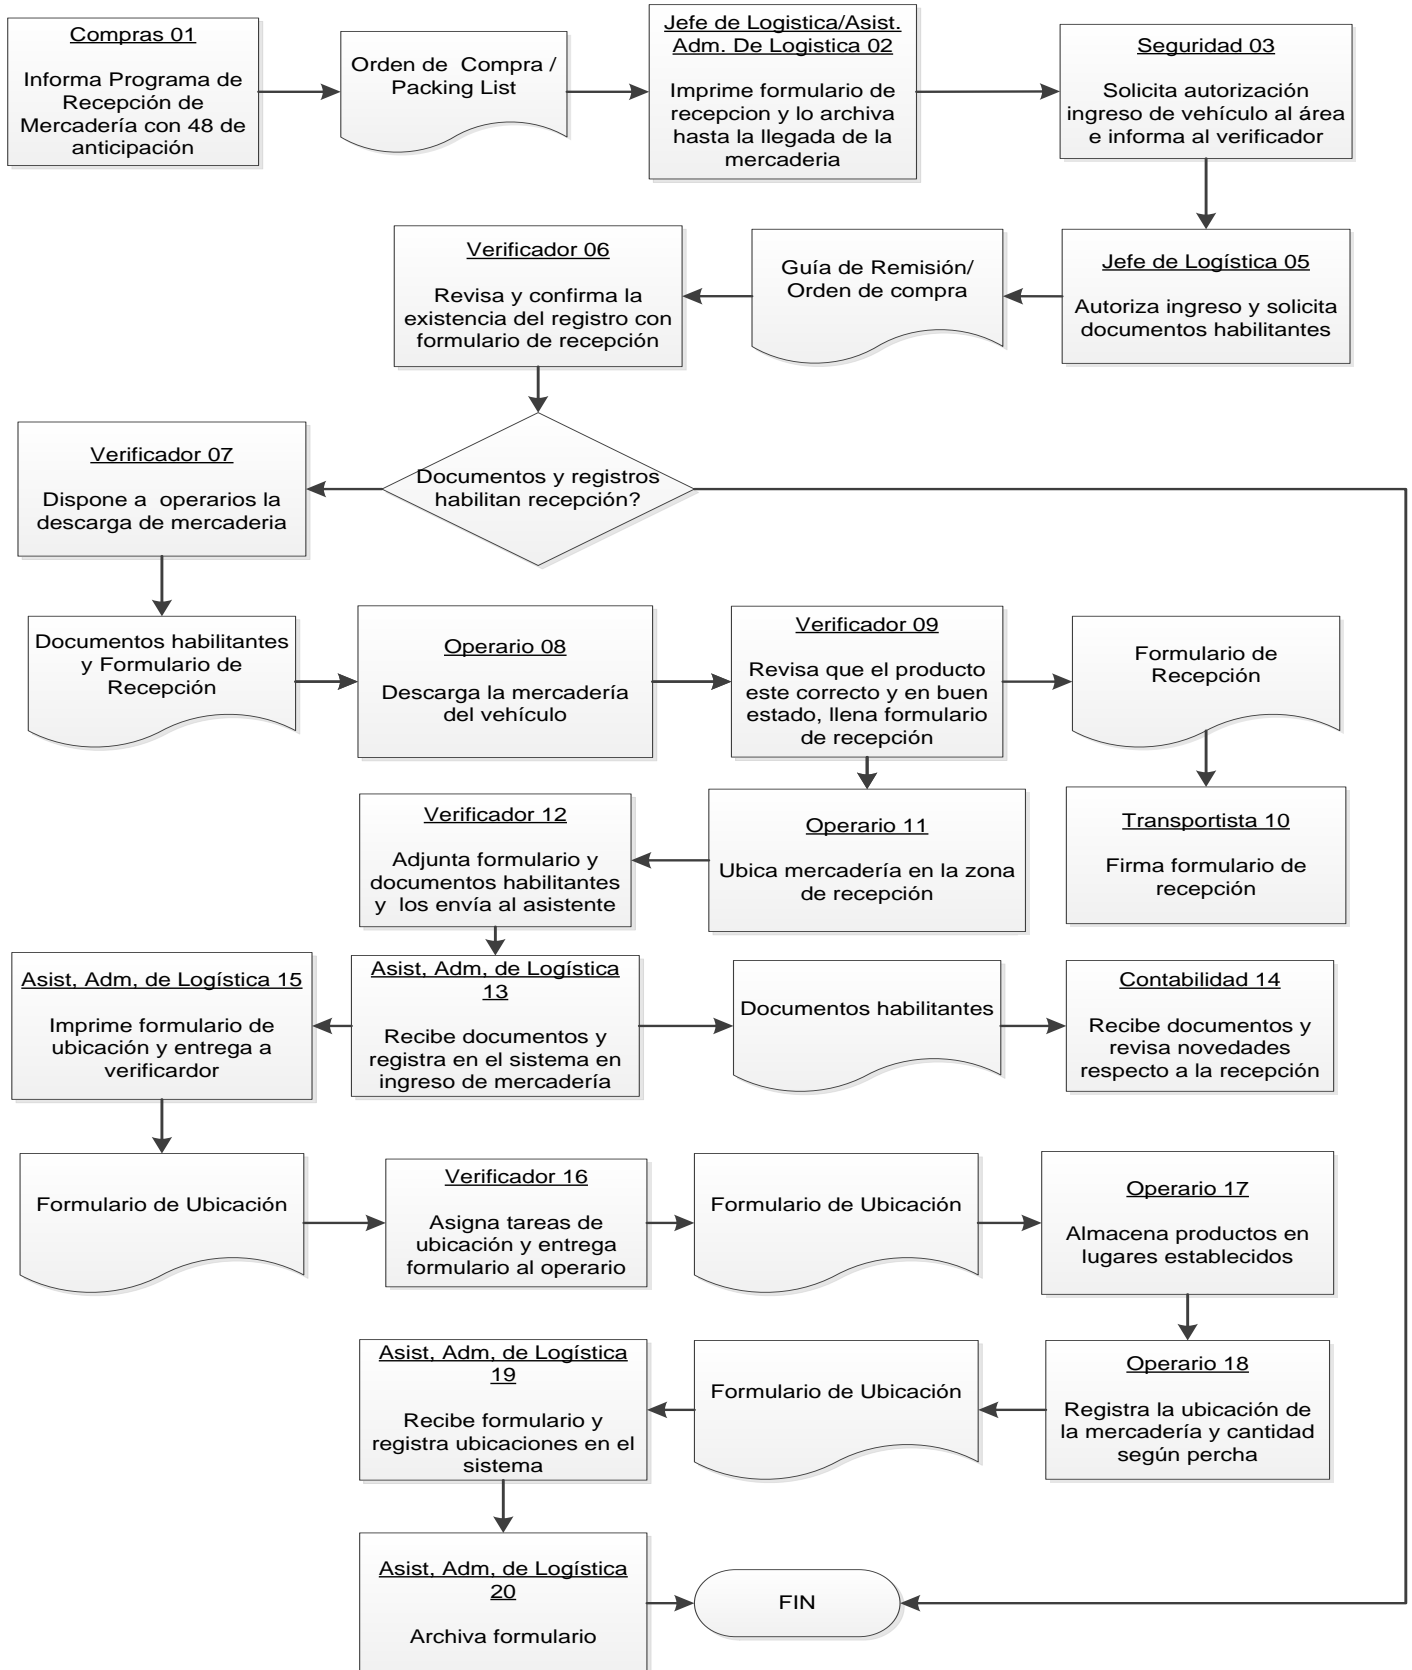 Compras 01
Informa Programa de
Recepción de
Mercadería con 48 de
anticipación
Orden de Compra /
Packing List
Jefe de Logistica/Asist.
Adm. De Logistica 02
Imprime formulario de
recepcion y lo archiva
hasta la llegada de la
mercaderia
Seguridad 03
Solicita autorización
ingreso de vehículo al área
e informa al verificador
Verificador 06
Revisa y confirma la
existencia del registro con
formulario de recepción
Guía de Remisión/
Orden de compra
Jefe de Logística 05
Autoriza ingreso y solicita
documentos habilitantes
Verificador 07
Dispone a operarios la
descarga de mercaderia
Documentos y registros
habilitan recepción?
Documentos habilitantes
y Formulario de
Recepción
Operario 08
Descarga la mercadería
del vehículo
Verificador 09
Revisa que el producto
este correcto y en buen
estado, llena formulario
de recepción
Formulario de
Recepción
Verificador 12
Adjunta formulario y
documentos habilitantes
y los envía al asistente
Operario 11
Ubica mercadería en la zona
de recepción
Transportista 10
Firma formulario de
recepción
Asist, Adm, de Logística 15
Imprime formulario de
ubicación y entrega a
verificardor
Asist, Adm, de Logística
13
Recibe documentos y
registra en el sistema en
ingreso de mercadería
Documentos habilitantes
Contabilidad 14
Recibe documentos y
revisa novedades
respecto a la recepción
Formulario de Ubicación
Verificador 16
Asigna tareas de
ubicación y entrega
formulario al operario
Formulario de Ubicación
Operario 17
Almacena productos en
lugares establecidos
Asist, Adm, de Logística
19
Recibe formulario y
registra ubicaciones en el
sistema
Formulario de Ubicación
Operario 18
Registra la ubicación de
la mercadería y cantidad
según percha
Asist, Adm, de Logística
20
Archiva formulario
FIN